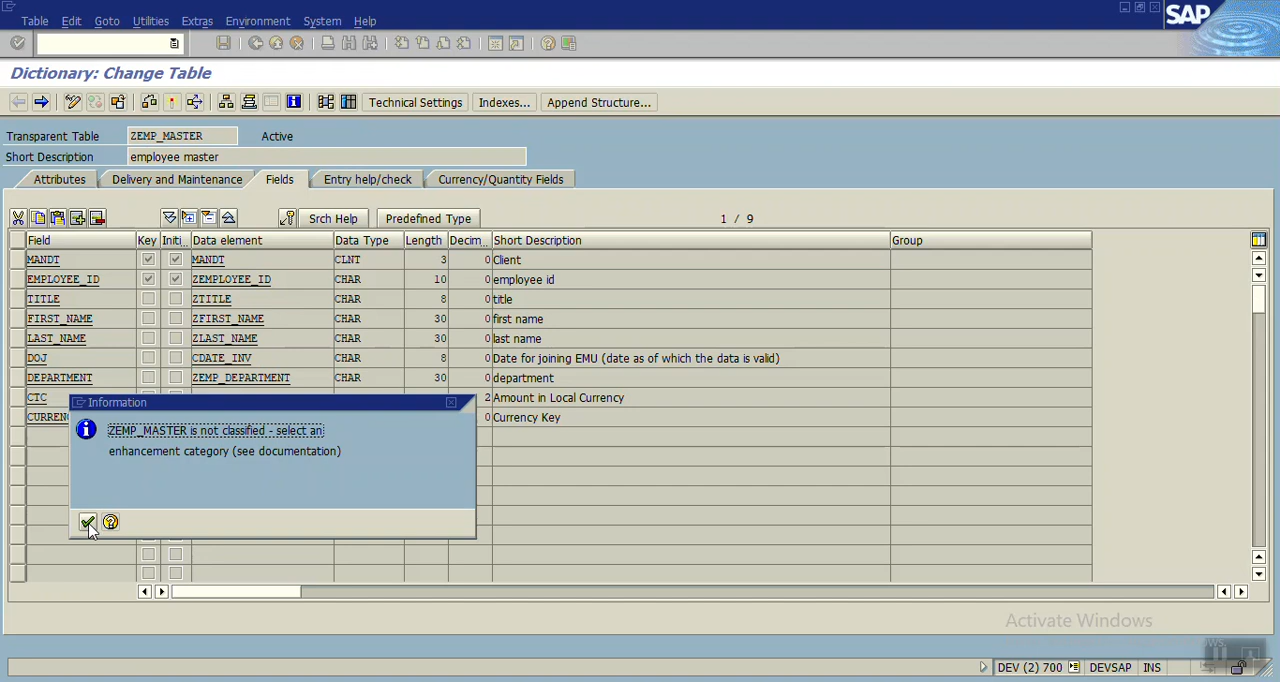 Table Edit Goto Utilities Extras Environment System Help
SAP
Dictionary: Change Table
Technical Settings Indexes... Append Structure...
Transparent Table ZEMP_MASTER Active
Short Description employee master
Attributes Delivery and Maintenance Fields Entry help/check Currency/Quantity Fields
Srch Help Predefined Type 1 / 9
Field Key Initi... Data element Data Type Length Decim... Short Description Group
MANDT MANDT CLNT 3 0 Client
EMPLOYEE_ID ZEMPLOYEE_ID CHAR 10 0 employee id
TITLE ZTITLE CHAR 8 0 title
FIRST_NAME ZFIRST_NAME CHAR 30 0 first name
LAST_NAME ZLAST_NAME CHAR 30 0 last name
DOJ CDATE_INV CHAR 8 0 Date for joining EMU (date as of which the data is valid)
DEPARTMENT ZEMP_DEPARTMENT CHAR 30 0 department
CTC 2 Amount in Local Currency
Information
0 Currency Key
ZEMP_MASTER is not classified - select an
enhancement category (see documentation)
Activate Windows
DEV (2) 700 DEVSAP INS